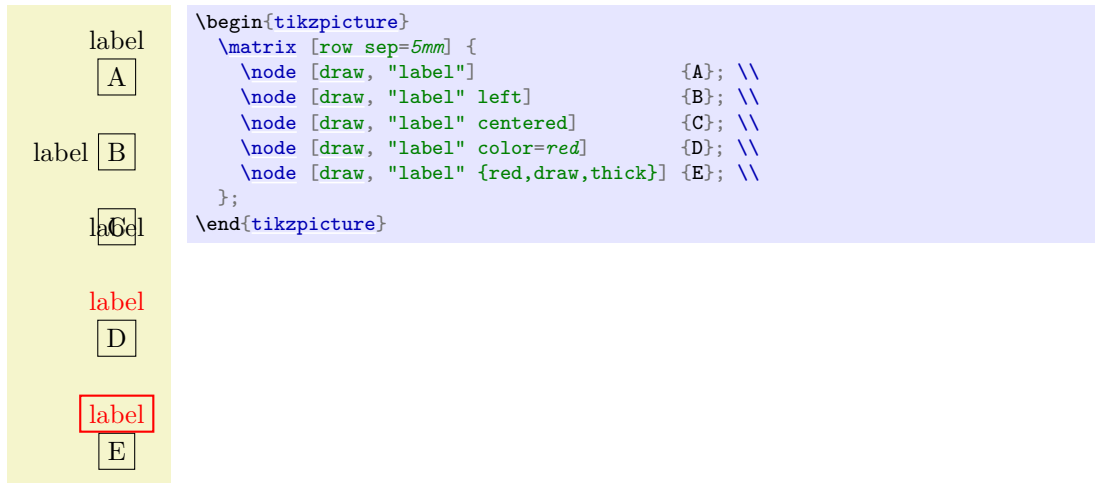 label
A
label B
label
C
label
D
label
E
\begin{tikzpicture}
  \matrix [row sep=5mm] {
    \node [draw, "label"]                 {A}; \\
    \node [draw, "label" left]            {B}; \\
    \node [draw, "label" centered]        {C}; \\
    \node [draw, "label" color=red]       {D}; \\
    \node [draw, "label" {red,draw,thick}] {E}; \\
  };
\end{tikzpicture}